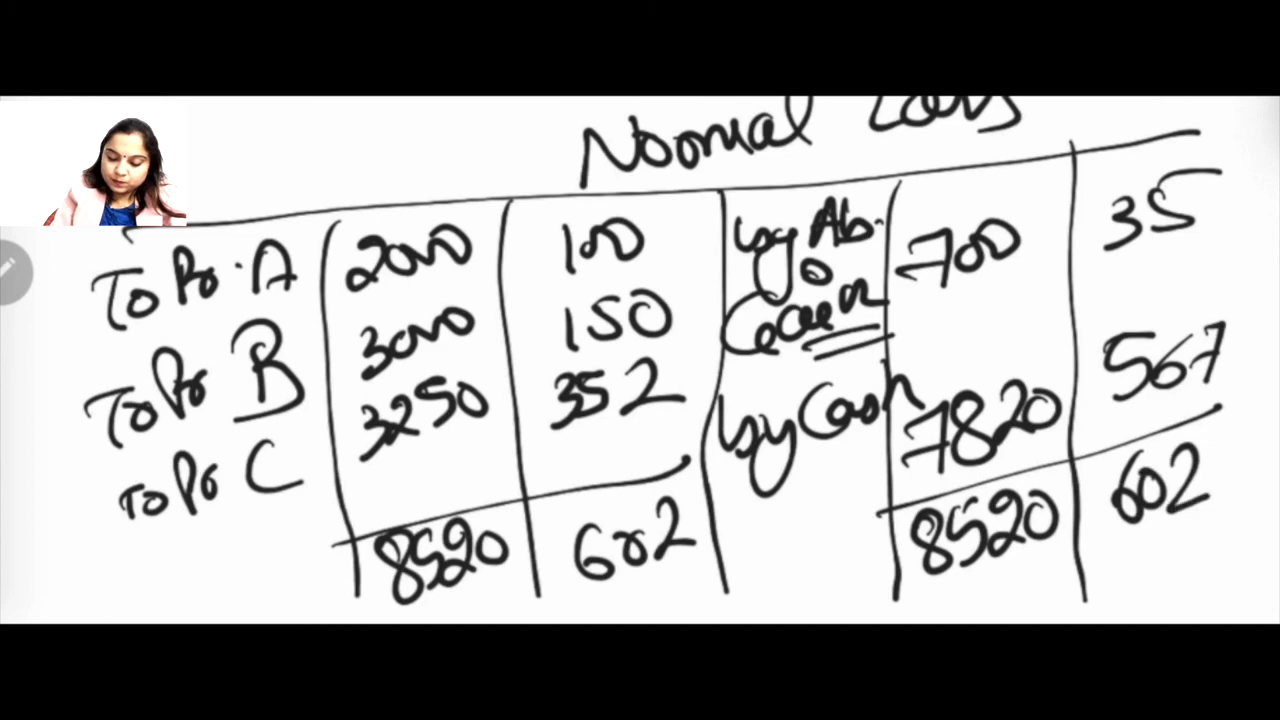 Normal Loss
To Pr. A 2000 100 by Ab. 700 35
To Pr B 3000 150 by Cash 7820 567
To Pr C 3250 352
8520 602 8520 602